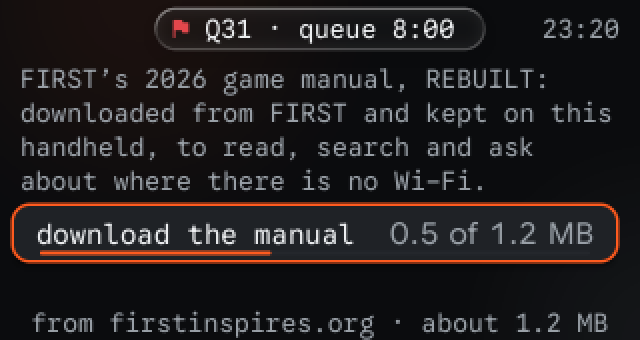 Q31 · queue 8:00
23:20
FIRST’s 2026 game manual, REBUILT:
downloaded from FIRST and kept on this
handheld, to read, search and ask
about where there is no Wi-Fi.
download the manual 0.5 of 1.2 MB
from firstinspires.org · about 1.2 MB